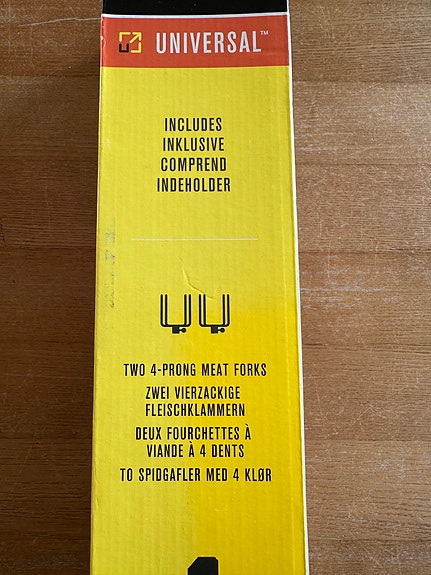 UNIVERSAL™
INCLUDES
INKLUSIVE
COMPREND
INDEHOLDER
TWO 4-PRONG MEAT FORKS
ZWEI VIERZACKIGE
FLEISCHKLAMMERN
DEUX FOURCHETTES À
VIANDE À 4 DENTS
TO SPIDGAFLER MED 4 KLØR